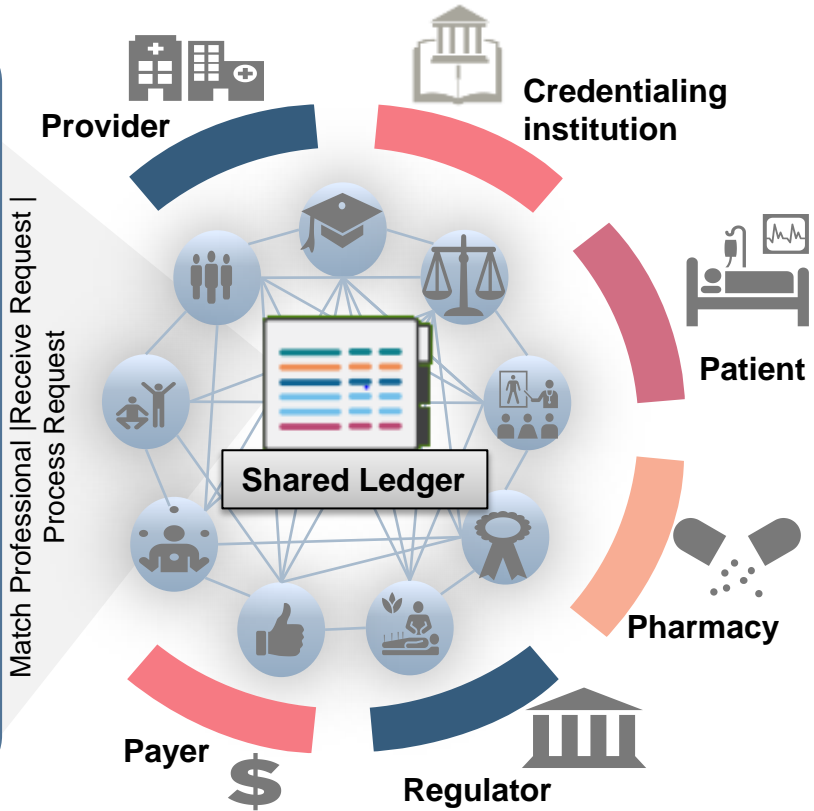 Provider
Credentialing
institution
Patient
Match Professional |Receive Request |
Process Request
Shared Ledger
Pharmacy
Payer
$
Regulator